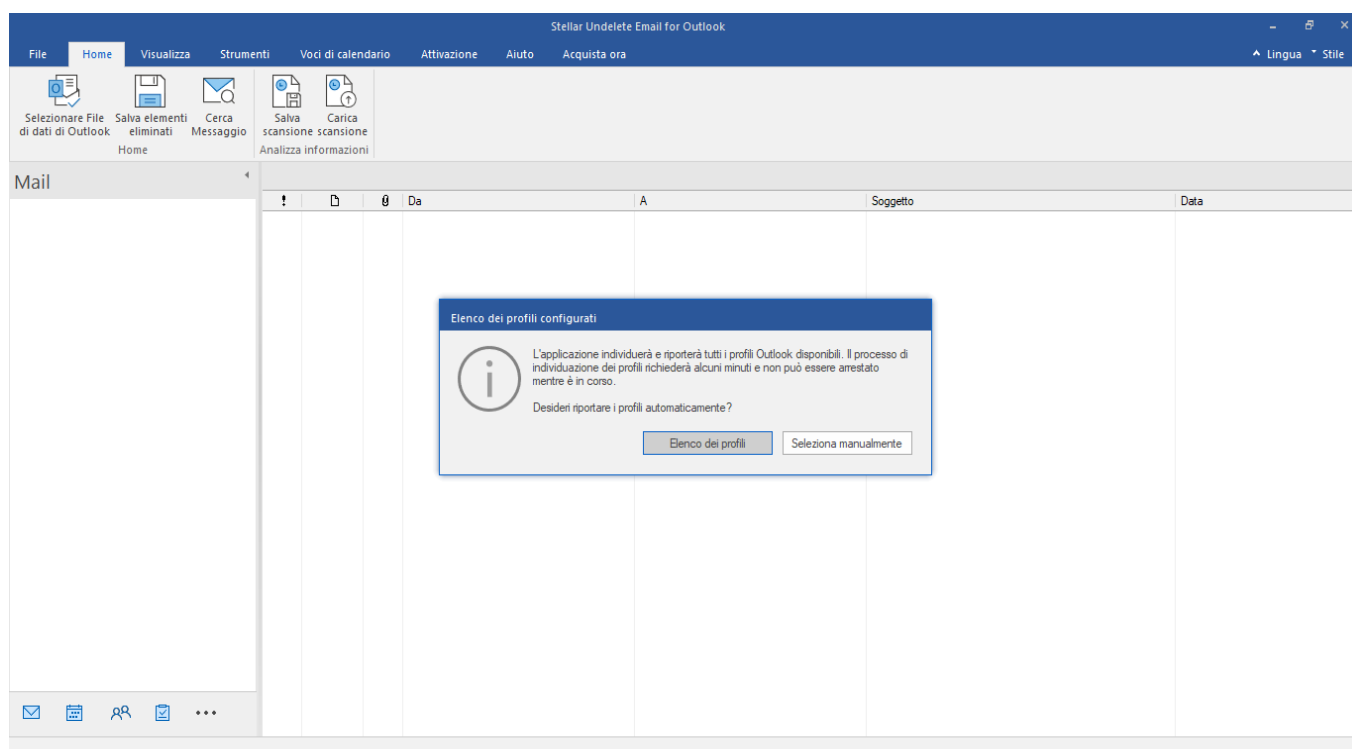 Stellar Undelete Email for Outlook
File Home Visualizza Strumenti Voci di calendario Attivazione Aiuto Acquista ora Lingua Stile
Selezionare File
di dati di Outlook
Salva elementi
eliminati
Cerca
Messaggio
Salva
scansione
Carica
scansione
Home
Analizza informazioni
Mail
Da A Soggetto Data
Elenco dei profili configurati
L'applicazione individuerà e riporterà tutti i profili Outlook disponibili. Il processo di
individuazione dei profili richiederà alcuni minuti e non può essere arrestato
mentre è in corso.
Desideri riportare i profili automaticamente?
Elenco dei profili
Seleziona manualmente